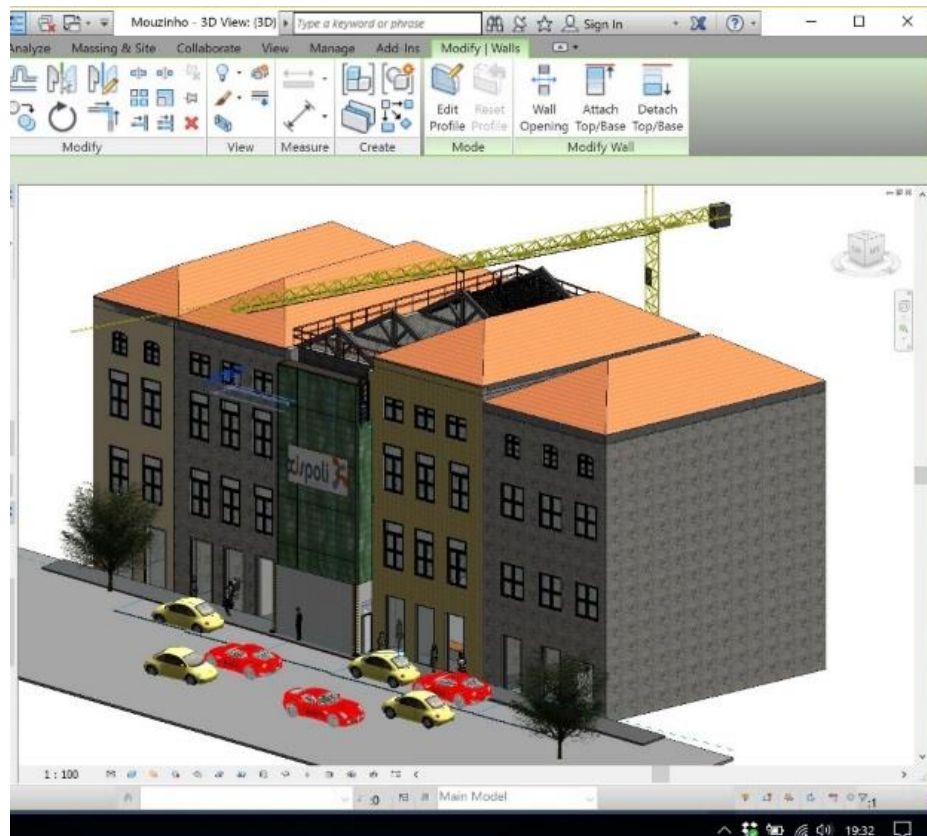 Mouzinho - 3D View: {3D}
Type a keyword or phrase
Sign In
Analyze Massing & Site Collaborate View Manage Add-Ins Modify | Walls
Edit Profile
Reset Profile
Wall Opening
Attach Top/Base
Detach Top/Base
Modify View Measure Create Mode Modify Wall
1 : 100
:0
Main Model
:1
19:32